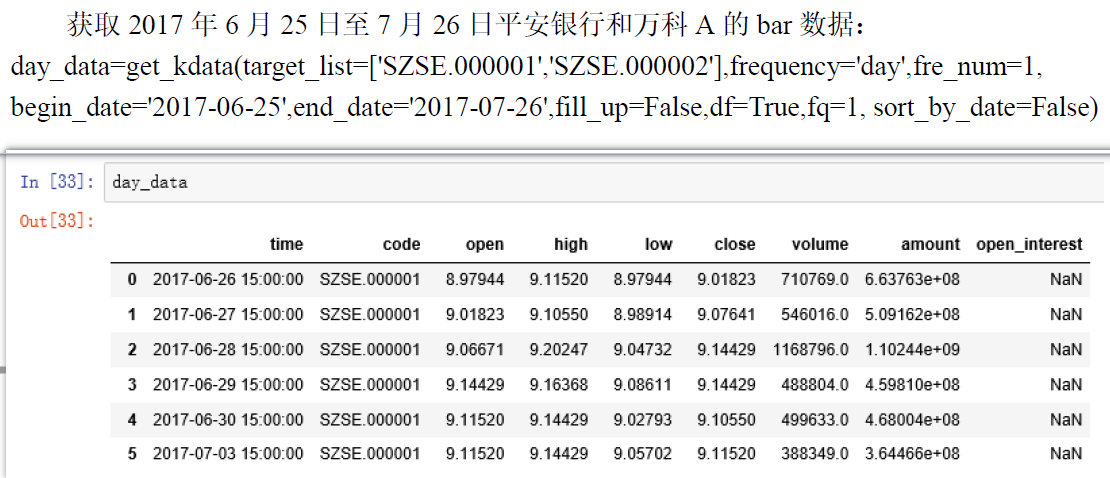 获取 2017 年 6 月 25 日至 7 月 26 日平安银行和万科 A 的 bar 数据：
day_data=get_kdata(target_list=['SZSE.000001','SZSE.000002'],frequency='day',fre_num=1,
begin_date='2017-06-25',end_date='2017-07-26',fill_up=False,df=True,fq=1, sort_by_date=False)
In [33]: day_data
Out[33]:
time code open high low close volume amount open_interest
0 2017-06-26 15:00:00 SZSE.000001 8.97944 9.11520 8.97944 9.01823 710769.0 6.63763e+08 NaN
1 2017-06-27 15:00:00 SZSE.000001 9.01823 9.10550 8.98914 9.07641 546016.0 5.09162e+08 NaN
2 2017-06-28 15:00:00 SZSE.000001 9.06671 9.20247 9.04732 9.14429 1168796.0 1.10244e+09 NaN
3 2017-06-29 15:00:00 SZSE.000001 9.14429 9.16368 9.08611 9.14429 488804.0 4.59810e+08 NaN
4 2017-06-30 15:00:00 SZSE.000001 9.11520 9.14429 9.02793 9.10550 499633.0 4.68004e+08 NaN
5 2017-07-03 15:00:00 SZSE.000001 9.11520 9.14429 9.05702 9.11520 388349.0 3.64466e+08 NaN